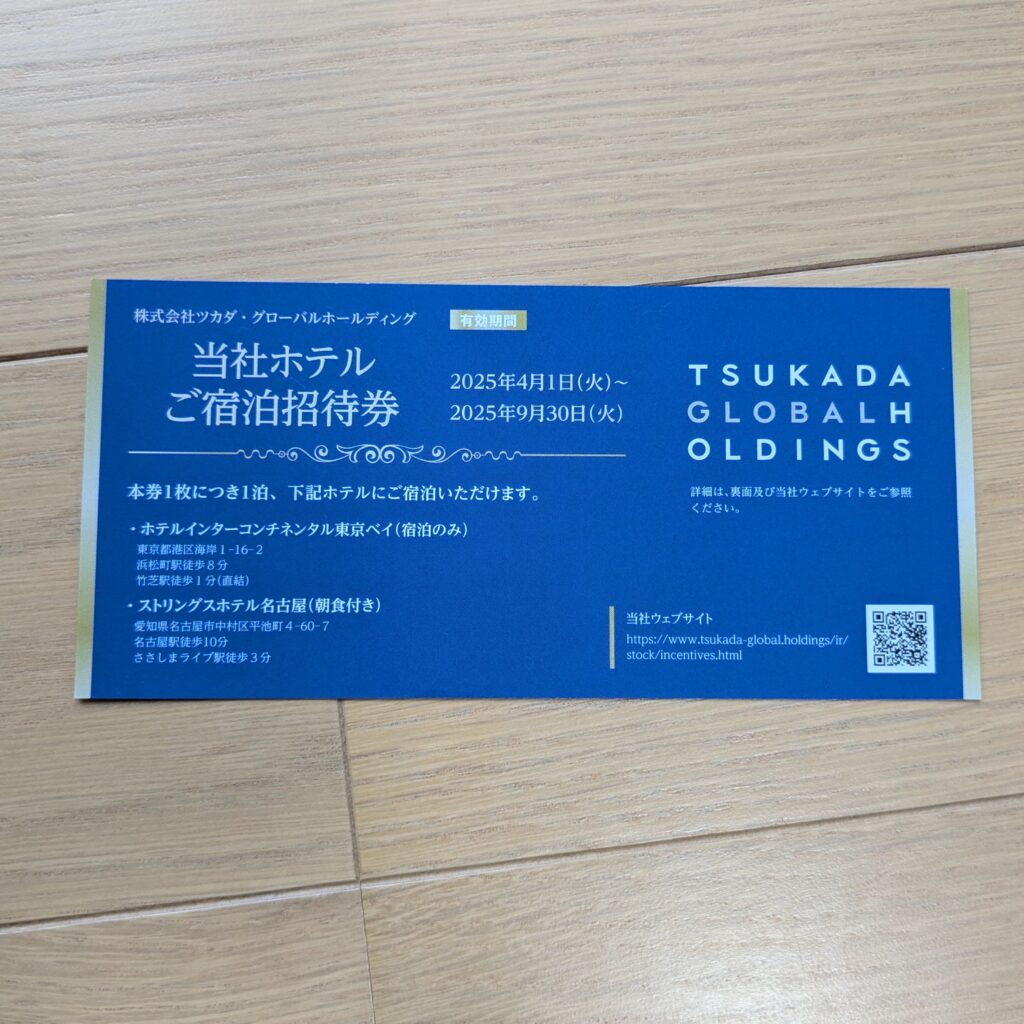 株式会社ツカダ・グローバルホールディング
当社ホテル
ご宿泊招待券
有効期間
2025年4月1日(火)~
2025年9月30日(火)
本券1枚につき1泊、下記ホテルにご宿泊いただけます。
・ホテルインターコンチネンタル東京ベイ(宿泊のみ)
東京都港区海岸1-16-2
浜松町駅徒歩8分
竹芝駅徒歩1分(直結)
・ストリングスホテル名古屋(朝食付き)
愛知県名古屋市中村区平池町4-60-7
名古屋駅徒歩10分
ささしまライブ駅徒歩3分
TSUKADA
GLOBALH
OLDINGS
詳細は、裏面及び当社ウェブサイトをご参照
ください。
当社ウェブサイト
https://www.tsukada-global.holdings/ir/
stock/incentives.html